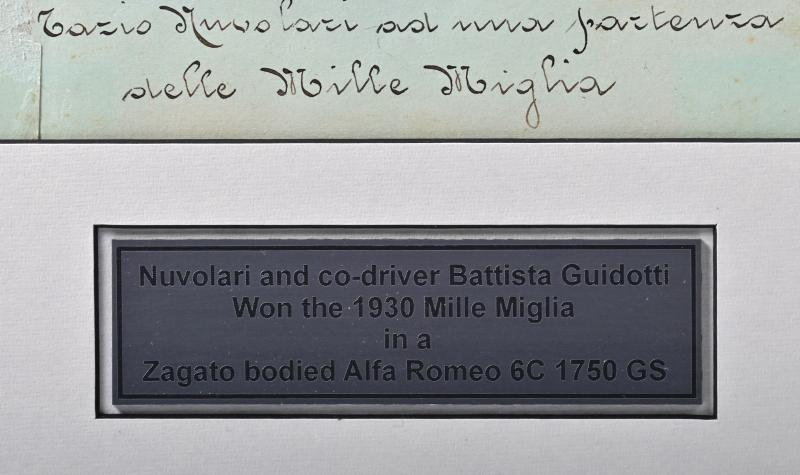 Tazio Nuvolari ad una partenza
delle Mille Miglia
Nuvolari and co-driver Battista Guidotti
Won the 1930 Mille Miglia
in a
Zagato bodied Alfa Romeo 6C 1750 GS